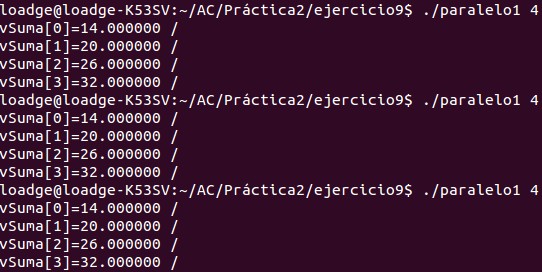 loadge@loadge-K53SV:~/AC/Práctica2/ejercicio9$ ./paralelo1 4
vSuma[0]=14.000000 /
vSuma[1]=20.000000 /
vSuma[2]=26.000000 /
vSuma[3]=32.000000 /
loadge@loadge-K53SV:~/AC/Práctica2/ejercicio9$ ./paralelo1 4
vSuma[0]=14.000000 /
vSuma[1]=20.000000 /
vSuma[2]=26.000000 /
vSuma[3]=32.000000 /
loadge@loadge-K53SV:~/AC/Práctica2/ejercicio9$ ./paralelo1 4
vSuma[0]=14.000000 /
vSuma[1]=20.000000 /
vSuma[2]=26.000000 /
vSuma[3]=32.000000 /